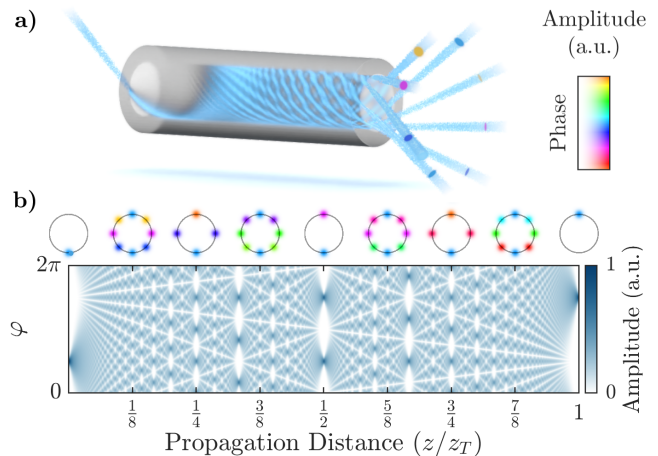 a)
Amplitude
(a.u.)
Phase
b)
2π
φ
0
1/8
1/4
3/8
1/2
5/8
3/4
7/8
1
Propagation Distance (z/z_T)
1
0
Amplitude (a.u.)